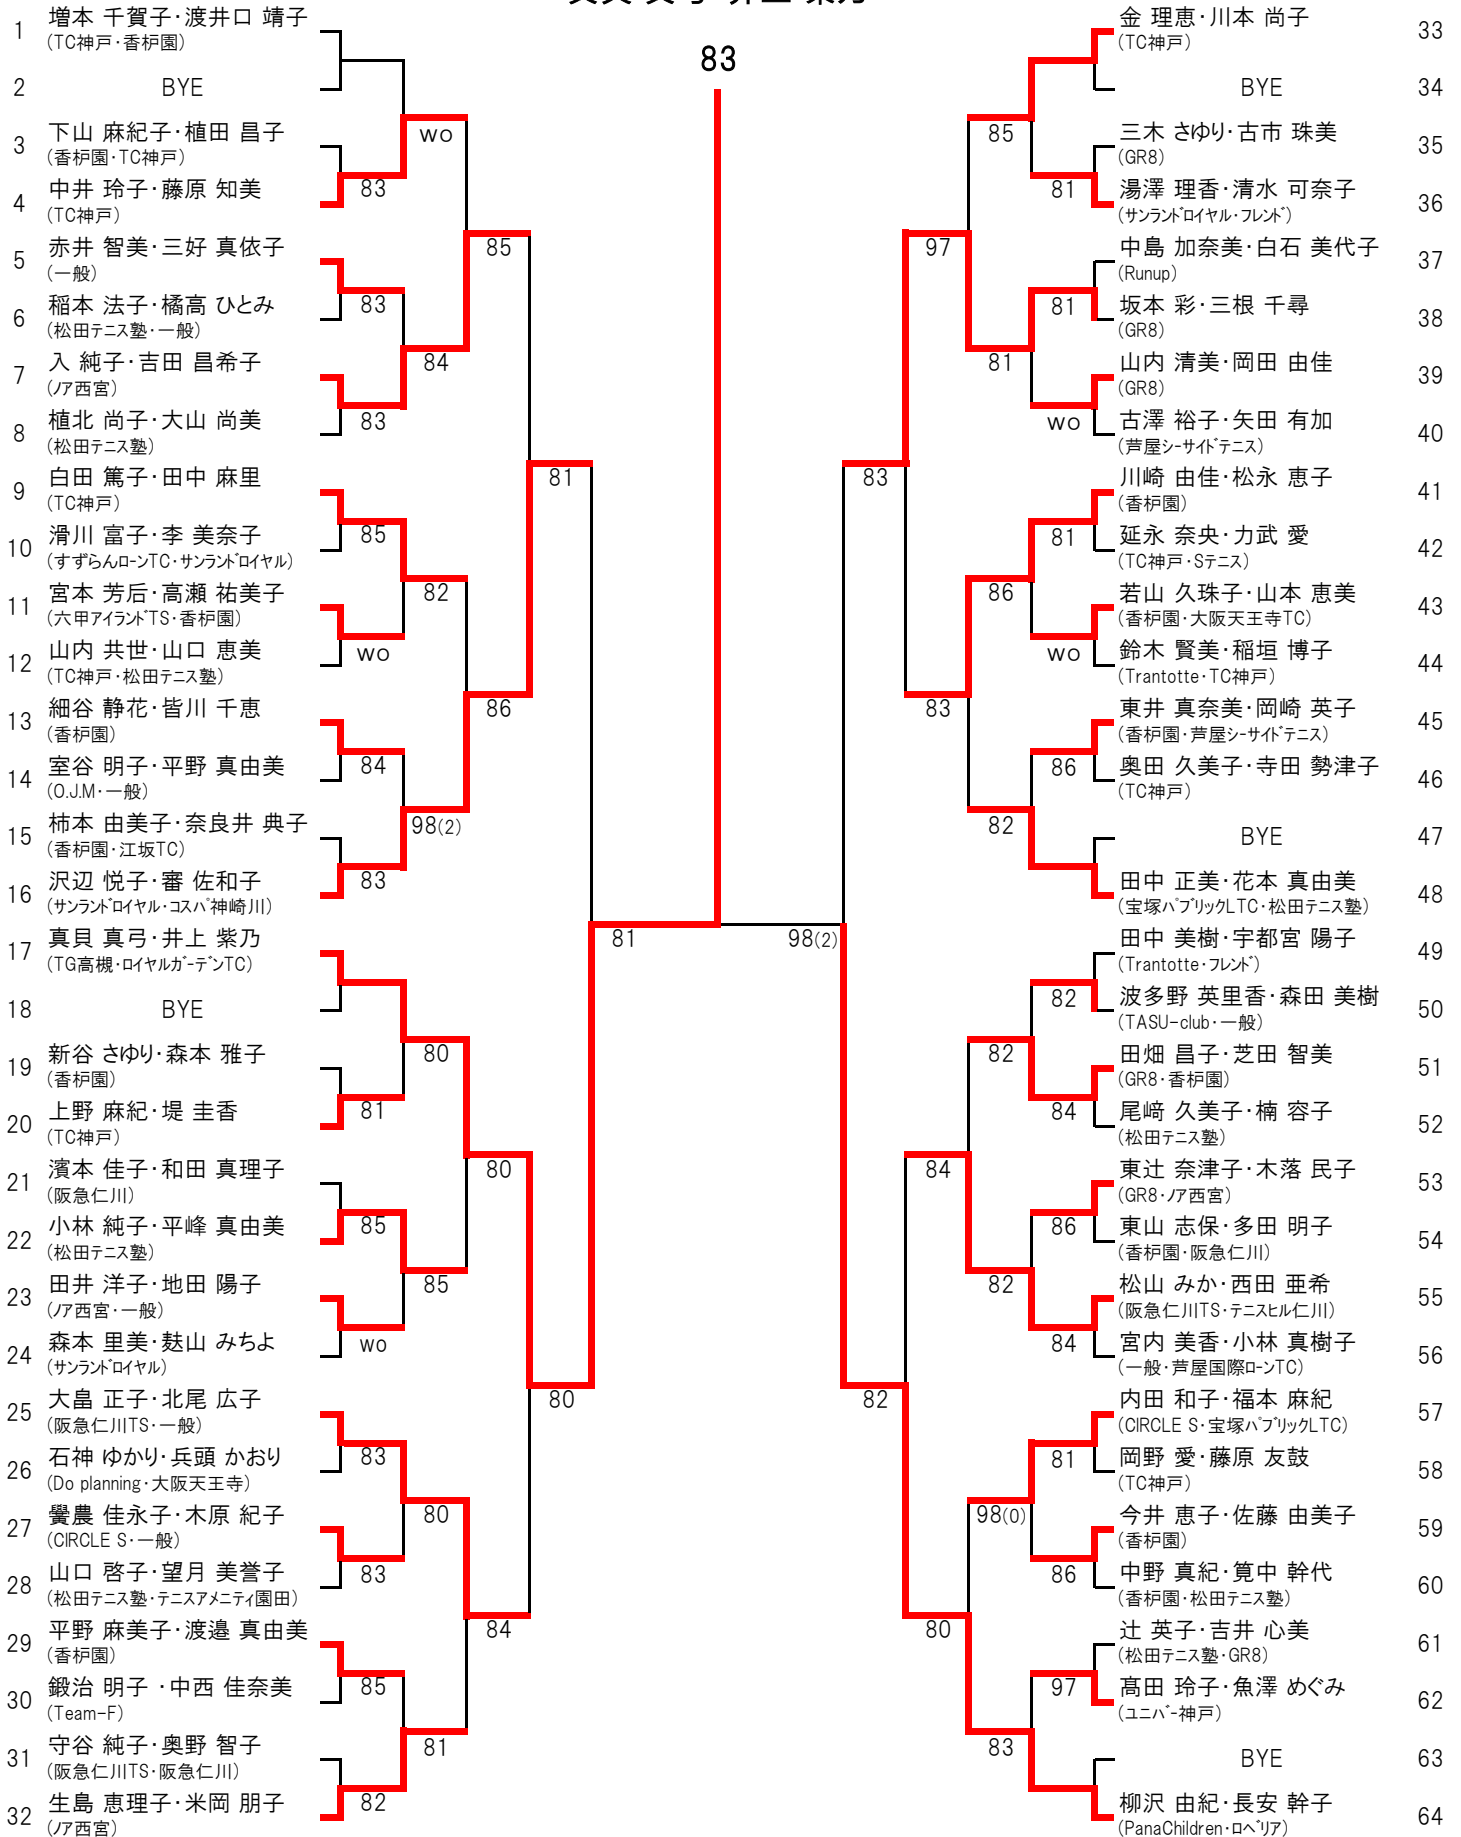 83
1 増本 千賀子・渡井口 靖子
(TC神戸・香枦園)
2 BYE
3 下山 麻紀子・植田 昌子
(香枦園・TC神戸)
4 中井 玲子・藤原 知美
(TC神戸)
5 赤井 智美・三好 真依子
(一般)
6 稲本 法子・橘高 ひとみ
(松田テニス塾・一般)
7 入 純子・吉田 昌希子
(ノア西宮)
8 植北 尚子・大山 尚美
(松田テニス塾)
9 白田 篤子・田中 麻里
(TC神戸)
10 滑川 富子・李 美奈子
(すずらんローンTC・サンランドロイヤル)
11 宮本 芳后・高瀬 祐美子
(六甲アイランドTS・香枦園)
12 山内 共世・山口 恵美
(TC神戸・松田テニス塾)
13 細谷 静花・皆川 千恵
(香枦園)
14 室谷 明子・平野 真由美
(O.J.M・一般)
15 柿本 由美子・奈良井 典子
(香枦園・江坂TC)
16 沢辺 悦子・審 佐和子
(サンランドロイヤル・コスパ神崎川)
17 真貝 真弓・井上 紫乃
(TG高槻・ロイヤルガーデンTC)
18 BYE
19 新谷 さゆり・森本 雅子
(香枦園)
20 上野 麻紀・堤 圭香
(TC神戸)
21 濱本 佳子・和田 真理子
(阪急仁川)
22 小林 純子・平峰 真由美
(松田テニス塾)
23 田井 洋子・地田 陽子
(ノア西宮・一般)
24 森本 里美・麸山 みちよ
(サンランドロイヤル)
25 大畠 正子・北尾 広子
(阪急仁川TS・一般)
26 石神 ゆかり・兵頭 かおり
(Do planning・大阪天王寺)
27 黌農 佳永子・木原 紀子
(CIRCLE S・一般)
28 山口 啓子・望月 美誉子
(松田テニス塾・テニスアメニティ園田)
29 平野 麻美子・渡邉 真由美
(香枦園)
30 鍛治 明子 ・中西 佳奈美
(Team-F)
31 守谷 純子・奥野 智子
(阪急仁川TS・阪急仁川)
32 生島 恵理子・米岡 朋子
(ノア西宮)
83
83
83
85
wo
84
83
81
85
wo
83
83
85
82
wo
84
82
98(2)
80
85
80
81
85
86
80
84
81
80
81
98(2)
金 理恵・川本 尚子 33
(TC神戸)
BYE 34
三木 さゆり・古市 珠美 35
(GR8)
湯澤 理香・清水 可奈子 36
(サンランドロイヤル・フレンド)
中島 加奈美・白石 美代子 37
(Runup)
坂本 彩・三根 千尋 38
(GR8)
山内 清美・岡田 由佳 39
(GR8)
古澤 裕子・矢田 有加 40
(芦屋シーサイドテニス)
川崎 由佳・松永 恵子 41
(香枦園)
延永 奈央・力武 愛 42
(TC神戸・Sテニス)
若山 久珠子・山本 恵美 43
(香枦園・大阪天王寺TC)
鈴木 賢美・稲垣 博子 44
(Trantotte・TC神戸)
東井 真奈美・岡崎 英子 45
(香枦園・芦屋シーサイドテニス)
奥田 久美子・寺田 勢津子 46
(TC神戸)
BYE 47
田中 正美・花本 真由美 48
(宝塚パブリックLTC・松田テニス塾)
田中 美樹・宇都宮 陽子 49
(Trantotte・フレンド)
波多野 英里香・森田 美樹 50
(TASU-club・一般)
田畑 昌子・芝田 智美 51
(GR8・香枦園)
尾﨑 久美子・楠 容子 52
(松田テニス塾)
東辻 奈津子・木落 民子 53
(GR8・ノア西宮)
東山 志保・多田 明子 54
(香枦園・阪急仁川)
松山 みか・西田 亜希 55
(阪急仁川TS・テニスヒル仁川)
宮内 美香・小林 真樹子 56
(一般・芦屋国際ローンTC)
内田 和子・福本 麻紀 57
(CIRCLE S・宝塚パブリックLTC)
岡野 愛・藤原 友鼓 58
(TC神戸)
今井 恵子・佐藤 由美子 59
(香枦園)
中野 真紀・筧中 幹代 60
(香枦園・松田テニス塾)
辻 英子・吉井 心美 61
(松田テニス塾・GR8)
髙田 玲子・魚澤 めぐみ 62
(ユニバー神戸)
BYE 63
柳沢 由紀・長安 幹子 64
(PanaChildren・ロペリア)
81
81
wo
81
wo
86
82
84
86
84
81
86
97
85
81
86
82
82
82
98(0)
83
97
83
84
80
83
82